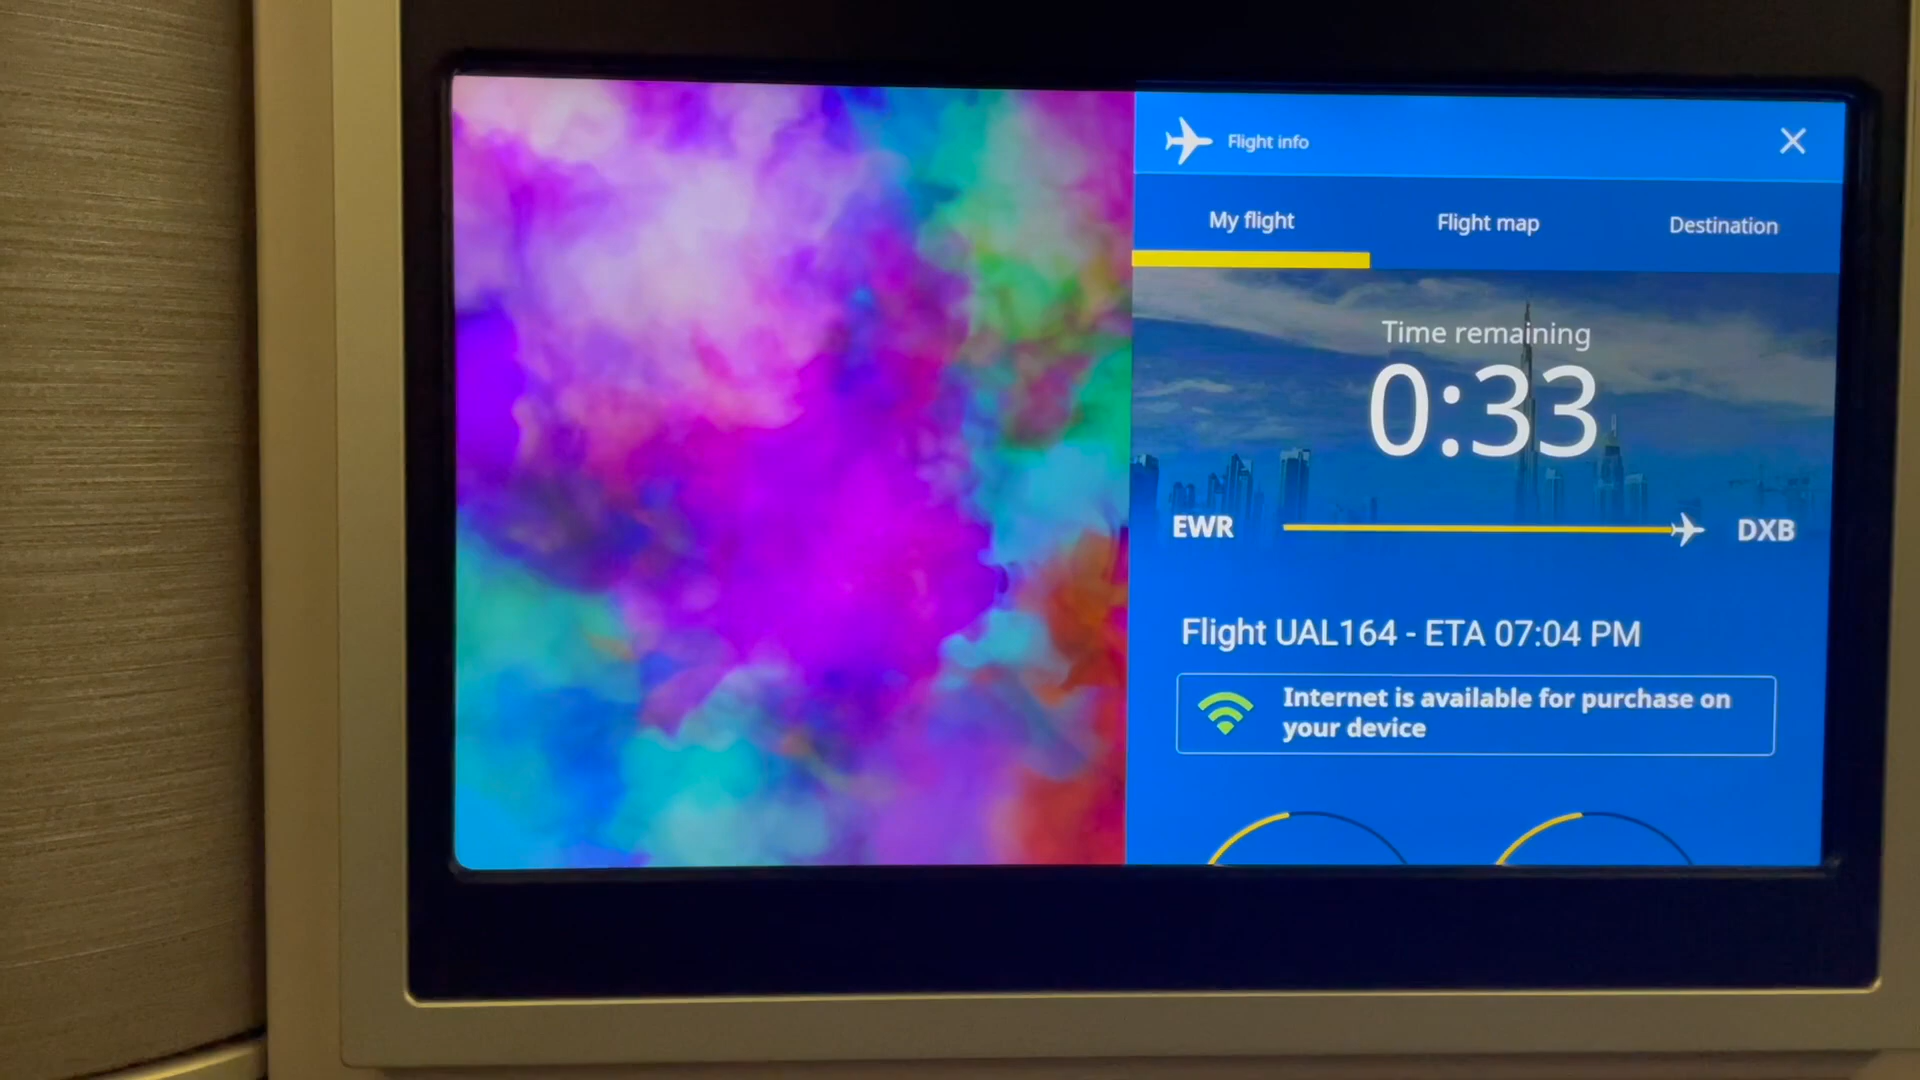 Flight info
My flight
Flight map
Destination
Time remaining
0:33
EWR
DXB
Flight UAL164 - ETA 07:04 PM
Internet is available for purchase on
your device